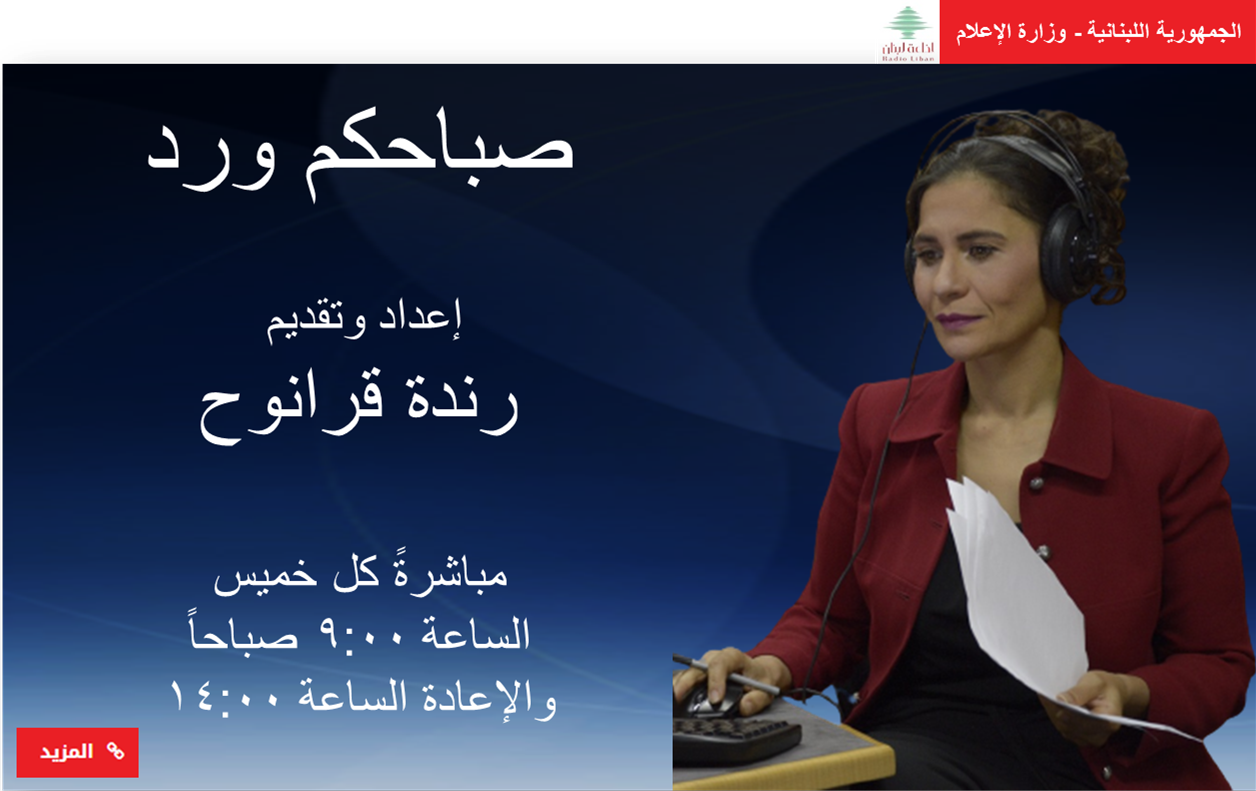 الجمهورية اللبنانية - وزارة الإعلام
اذاعة لبنان
Radio Liban
صباحكم ورد
إعداد وتقديم
رندة قرانوح
مباشرةً كل خميس
الساعة ٩:٠٠ صباحاً
والإعادة الساعة ١٤:٠٠
المزيد